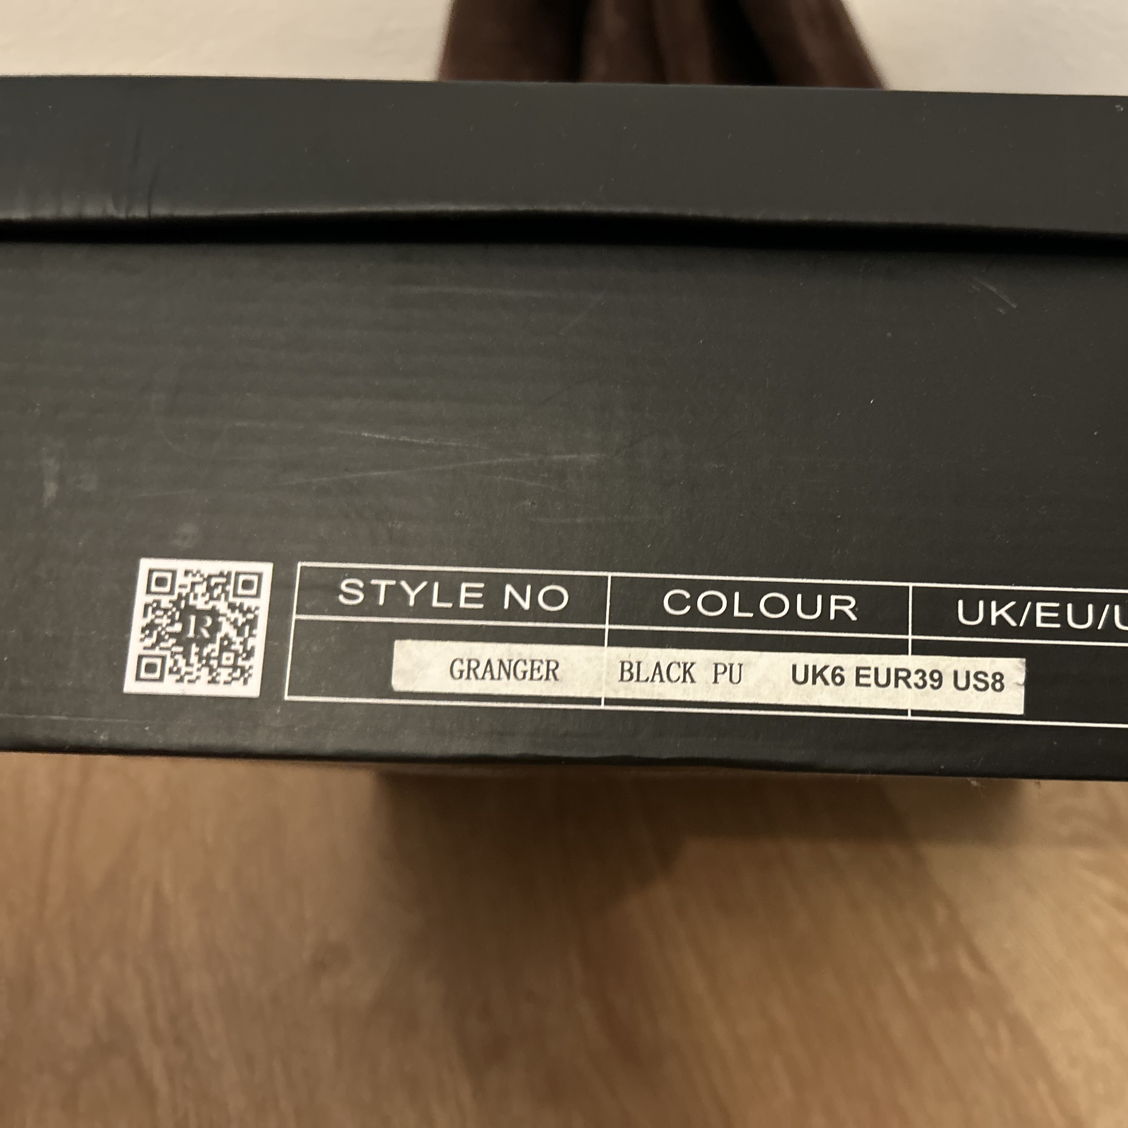 STYLE NO COLOUR UK/EU/U
GRANGER BLACK PU UK6 EUR39 US8
R